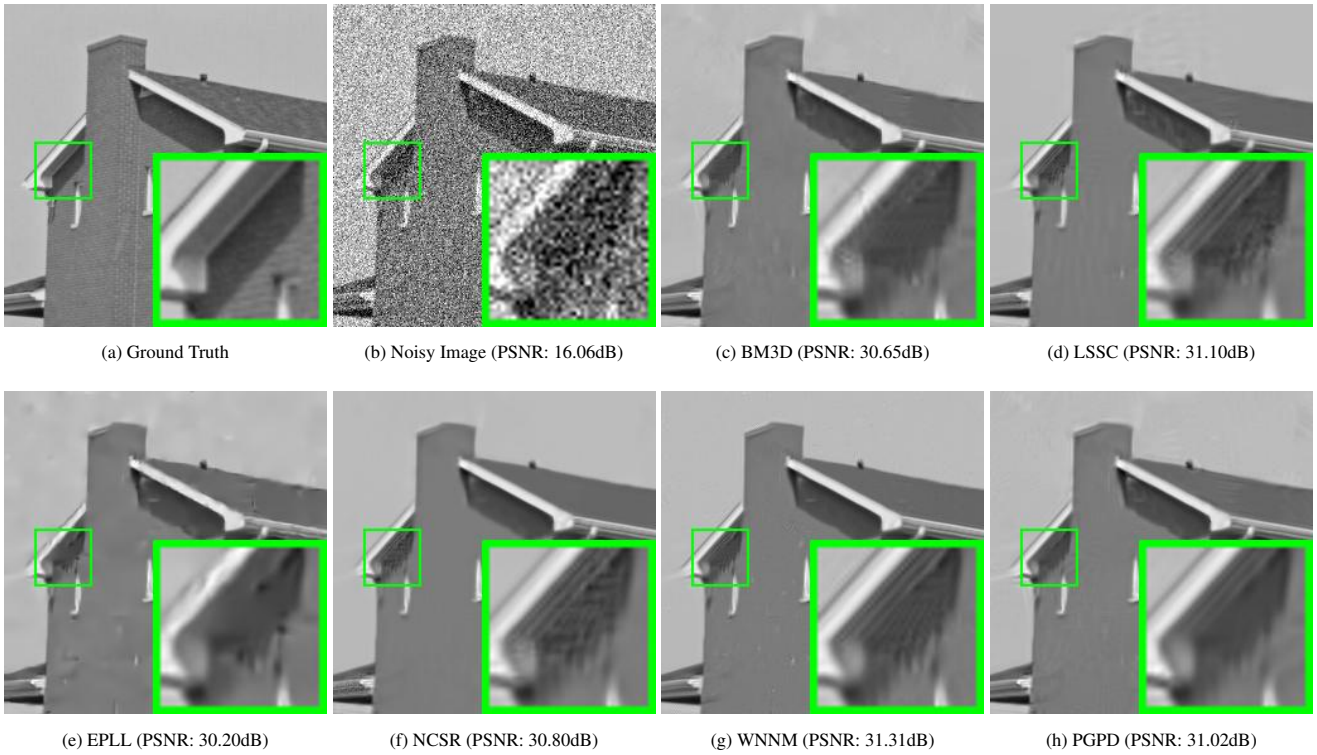 (a) Ground Truth
(b) Noisy Image (PSNR: 16.06dB)
(c) BM3D (PSNR: 30.65dB)
(d) LSSC (PSNR: 31.10dB)
(e) EPLL (PSNR: 30.20dB)
(f) NCSR (PSNR: 30.80dB)
(g) WNNM (PSNR: 31.31dB)
(h) PGPD (PSNR: 31.02dB)